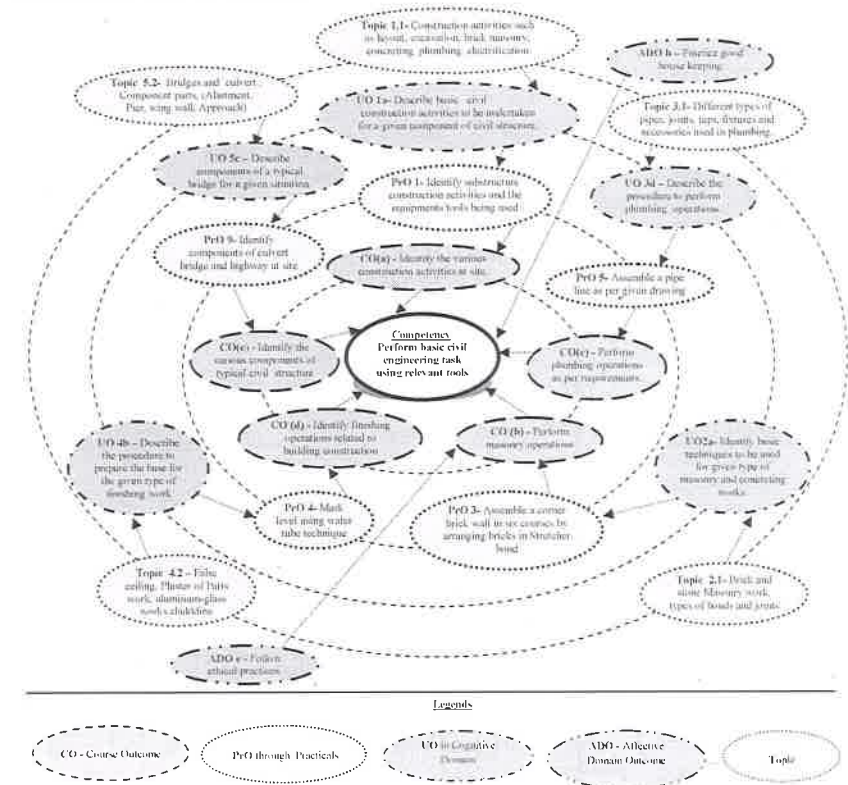 Topic 1.1- Construction activities such
as layout, excavation, brick masonry,
concreting plumbing electrification.
ADO h - Practice good
house keeping.
Topic 5.2- Bridges and culvert:
Component parts, (Abutment,
Pier, wing wall, Approach)
UO 1a- Describe basic civil
construction activities to be undertaken
for a given component of civil structure.
Topic 3.1- Different types of
pipes, joints, taps, fixtures and
accessories used in plumbing.
UO 5c – Describe
components of a typical
bridge for a given situation
PrO 1- Identify substructure
construction activities and the
equipments tools being used
UO 3d – Describe the
procedure to perform
plumbing operations.
PrO 9- Identify
components of culvert
bridge and highway at site
CO(a) - Identify the various
construction activities at site.
PrO 5- Assemble a pipe
line as per given drawing
Competency
Perform basic civil
engineering task
using relevant tools
CO(e) - Identify the
various components of
typical civil structure
CO(c) - Perform
plumbing operations
as per requirements.
CO (d) - Identify finishing
operations related to
building construction
CO (b) - Perform
masonry operations
UO 4b – Describe
the procedure to
prepare the base for
the given type of
finishing work
UO2a- Identify basic
techniques to be used
for given type of
masonry and concreting
works.
PrO 4- Mark
level using water
tube technique
PrO 3- Assemble a corner
brick wall in six courses by
arranging bricks in Stretcher
bond
Topic 4.2 – False
ceiling, Plaster of Paris
work, aluminum-glass
works
Topic 2.1- Brick and
stone Masonry work,
types of bonds and joints
ADO e - Follow
ethical practices.
Legends
CO - Course Outcome
PrO through Practicals
UO in Cognitive
Domain
ADO - Affective
Domain Outcome
Topic